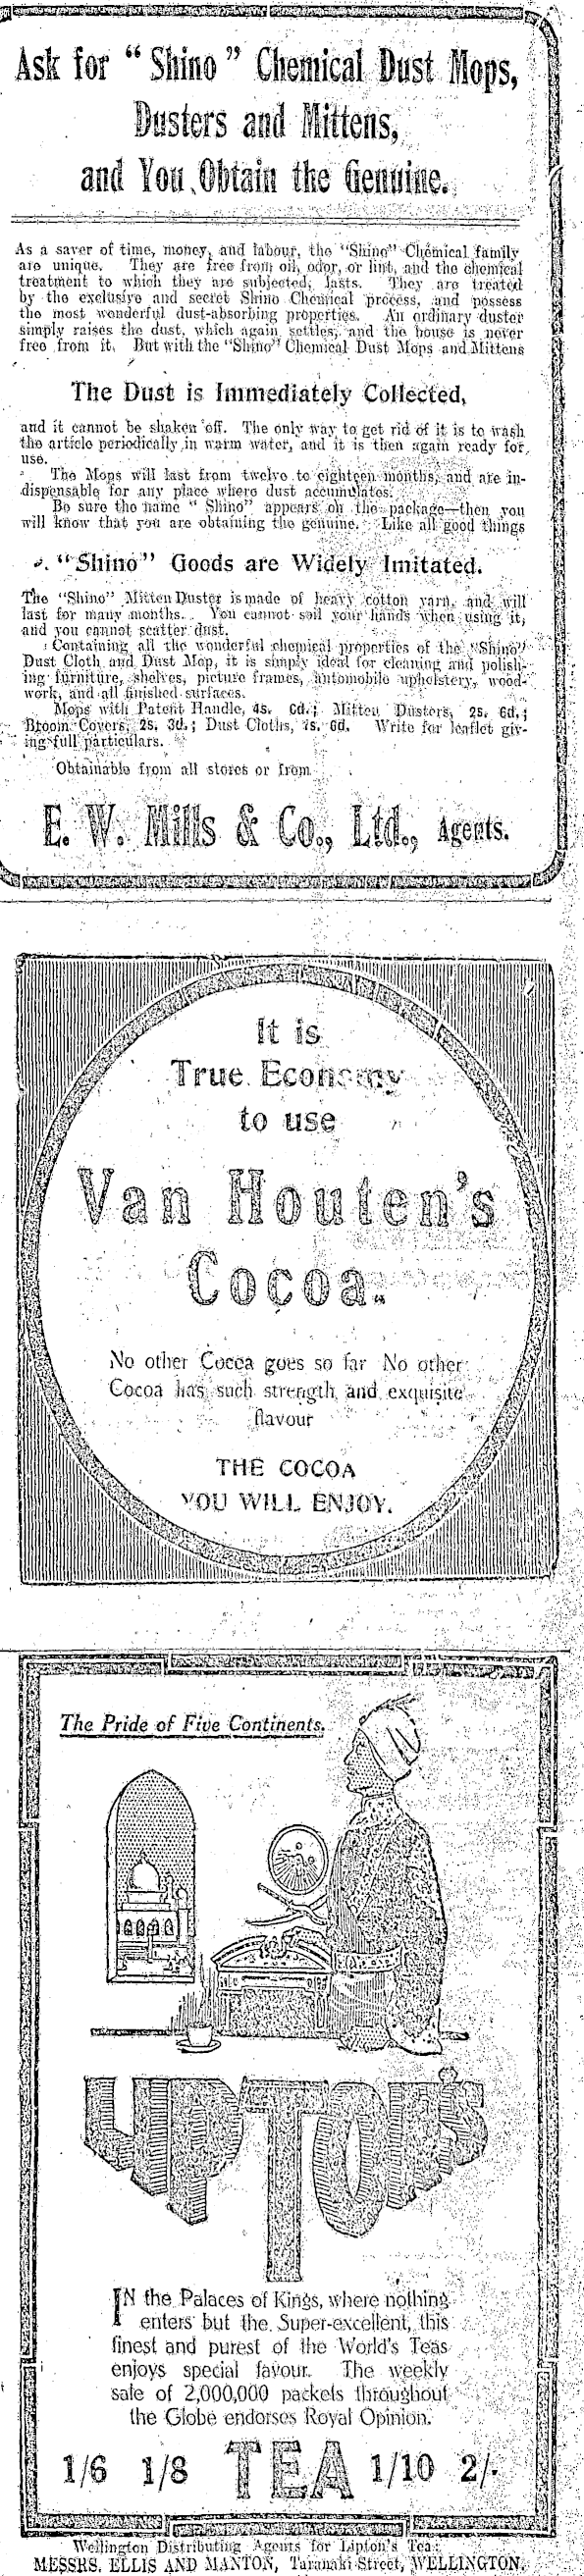 Ask for "Shino" Chemical Dust Mops,
Dusters and Mittens,
and You Obtain the Genuine.
As a saver of time, money, and labour, the "Shino" Chemical family
are unique. They are free from oil, odor, or lint, and the chemical
treatment to which they are subjected, lasts. They are treated
by the exclusive and secret Shino Chemical process, and possess
the most wonderful dust-absorbing properties. An ordinary duster
simply raises the dust, which again settles, and the house is never
free from it. But with the "Shino" Chemical Dust Mops and Mittens
The Dust is Immediately Collected,
and it cannot be shaken off. The only way to get rid of it is to wash
the article periodically in warm water, and it is then again ready for
use.
The Mops will last from twelve to eighteen months, and are in-
dispensable for any place where dust accumulates.
Be sure the name "Shino" appears on the package—then you
will know that you are obtaining the genuine. Like all good things
"Shino" Goods are Widely Imitated.
The "Shino" Mitten Duster is made of heavy cotton yarn, and will
last for many months. You cannot soil your hands when using it,
and you cannot scatter dust.
Containing all the wonderful chemical properties of the "Shino"
Dust Cloth and Dust Mop, it is simply ideal for cleaning and polish-
ing furniture, shelves, picture frames, automobile upholstery, wood-
work, and all finished surfaces.
Mops with Patent Handle, 4s. 6d.; Mitten Dusters, 2s. 6d.;
Broom Covers, 2s. 3d.; Dust Cloths, 1s. 6d. Write for leaflet giv-
ing full particulars.
Obtainable from all stores or from
E. W. Mills & Co., Ltd., Agents.
It is
True Economy
to use
Van Houten's
Cocoa.
No other Cocoa goes so far No other
Cocoa has such strength and exquisite
flavour
THE COCOA
YOU WILL ENJOY.
The Pride of Five Continents.
LIPTON'S
IN the Palaces of Kings, where nothing
enters but the Super-excellent, this
finest and purest of the World's Teas
enjoys special favour. The weekly
sale of 2,000,000 packets throughout
the Globe endorses Royal Opinion.
1/6 1/8 TEA 1/10 2/-
Wellington Distributing Agents for Lipton's Tea:
MESSRS. ELLIS AND MANTON, Taranaki Street, WELLINGTON.